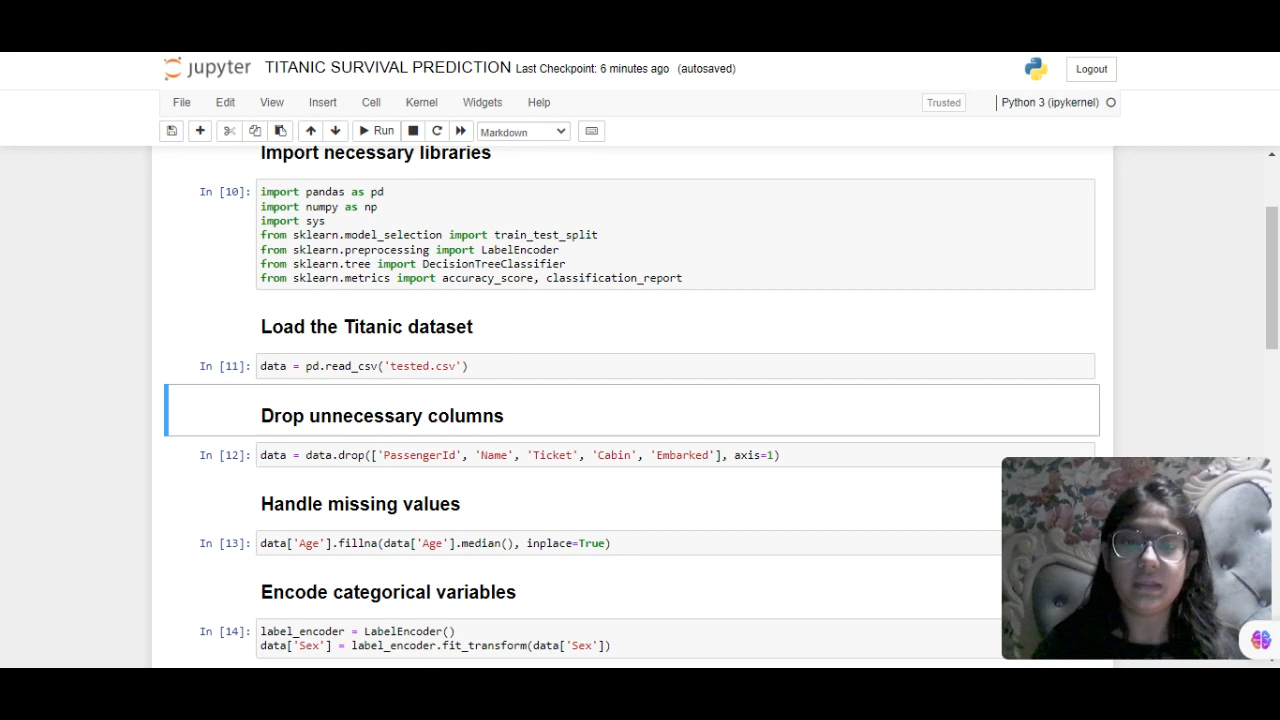 jupyter TITANIC SURVIVAL PREDICTION Last Checkpoint: 6 minutes ago (autosaved) Logout
File Edit View Insert Cell Kernel Widgets Help Trusted Python 3 (ipykernel)
Run Markdown
Import necessary libraries
In [10]: import pandas as pd
import numpy as np
import sys
from sklearn.model_selection import train_test_split
from sklearn.preprocessing import LabelEncoder
from sklearn.tree import DecisionTreeClassifier
from sklearn.metrics import accuracy_score, classification_report
Load the Titanic dataset
In [11]: data = pd.read_csv('tested.csv')
Drop unnecessary columns
In [12]: data = data.drop(['PassengerId', 'Name', 'Ticket', 'Cabin', 'Embarked'], axis=1)
Handle missing values
In [13]: data['Age'].fillna(data['Age'].median(), inplace=True)
Encode categorical variables
In [14]: label_encoder = LabelEncoder()
data['Sex'] = label_encoder.fit_transform(data['Sex'])